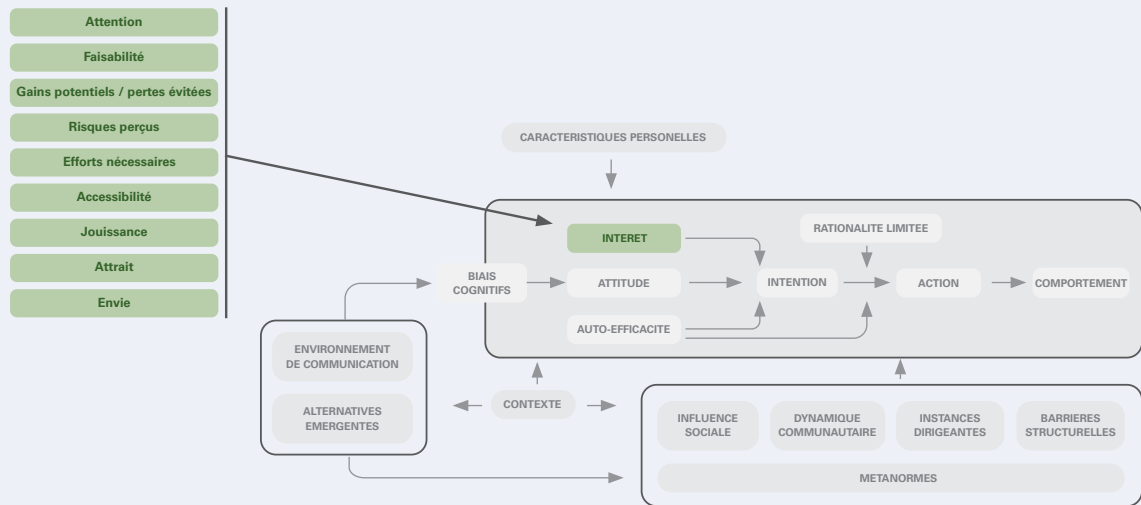 Attention
Faisabilité
Gains potentiels / pertes évitées
Risques perçus
Efforts nécessaires
Accessibilité
Jouissance
Attrait
Envie
CARACTERISTIQUES PERSONELLES
INTERET
RATIONALITE LIMITEE
BIAIS
COGNITIFS
ATTITUDE
INTENTION
ACTION
COMPORTEMENT
AUTO-EFFICACITE
ENVIRONNEMENT
DE COMMUNICATION
ALTERNATIVES
EMERGENTES
CONTEXTE
INFLUENCE
SOCIALE
DYNAMIQUE
COMMUNAUTAIRE
INSTANCES
DIRIGEANTES
BARRIERES
STRUCTURELLES
METANORMES